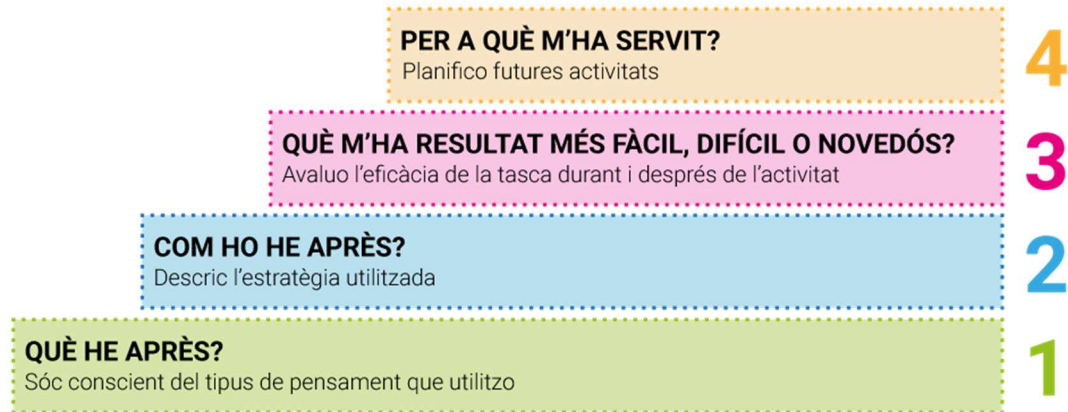 PER A QUÈ M'HA SERVIT?
Planifico futures activitats
4
QUÈ M'HA RESULTAT MÉS FÀCIL, DIFÍCIL O NOVEDÓS?
Avaluo l'eficàcia de la tasca durant i després de l'activitat
3
COM HO HE APRÈS?
Descric l'estratègia utilitzada
2
QUÈ HE APRÈS?
Sóc conscient del tipus de pensament que utilitzo
1